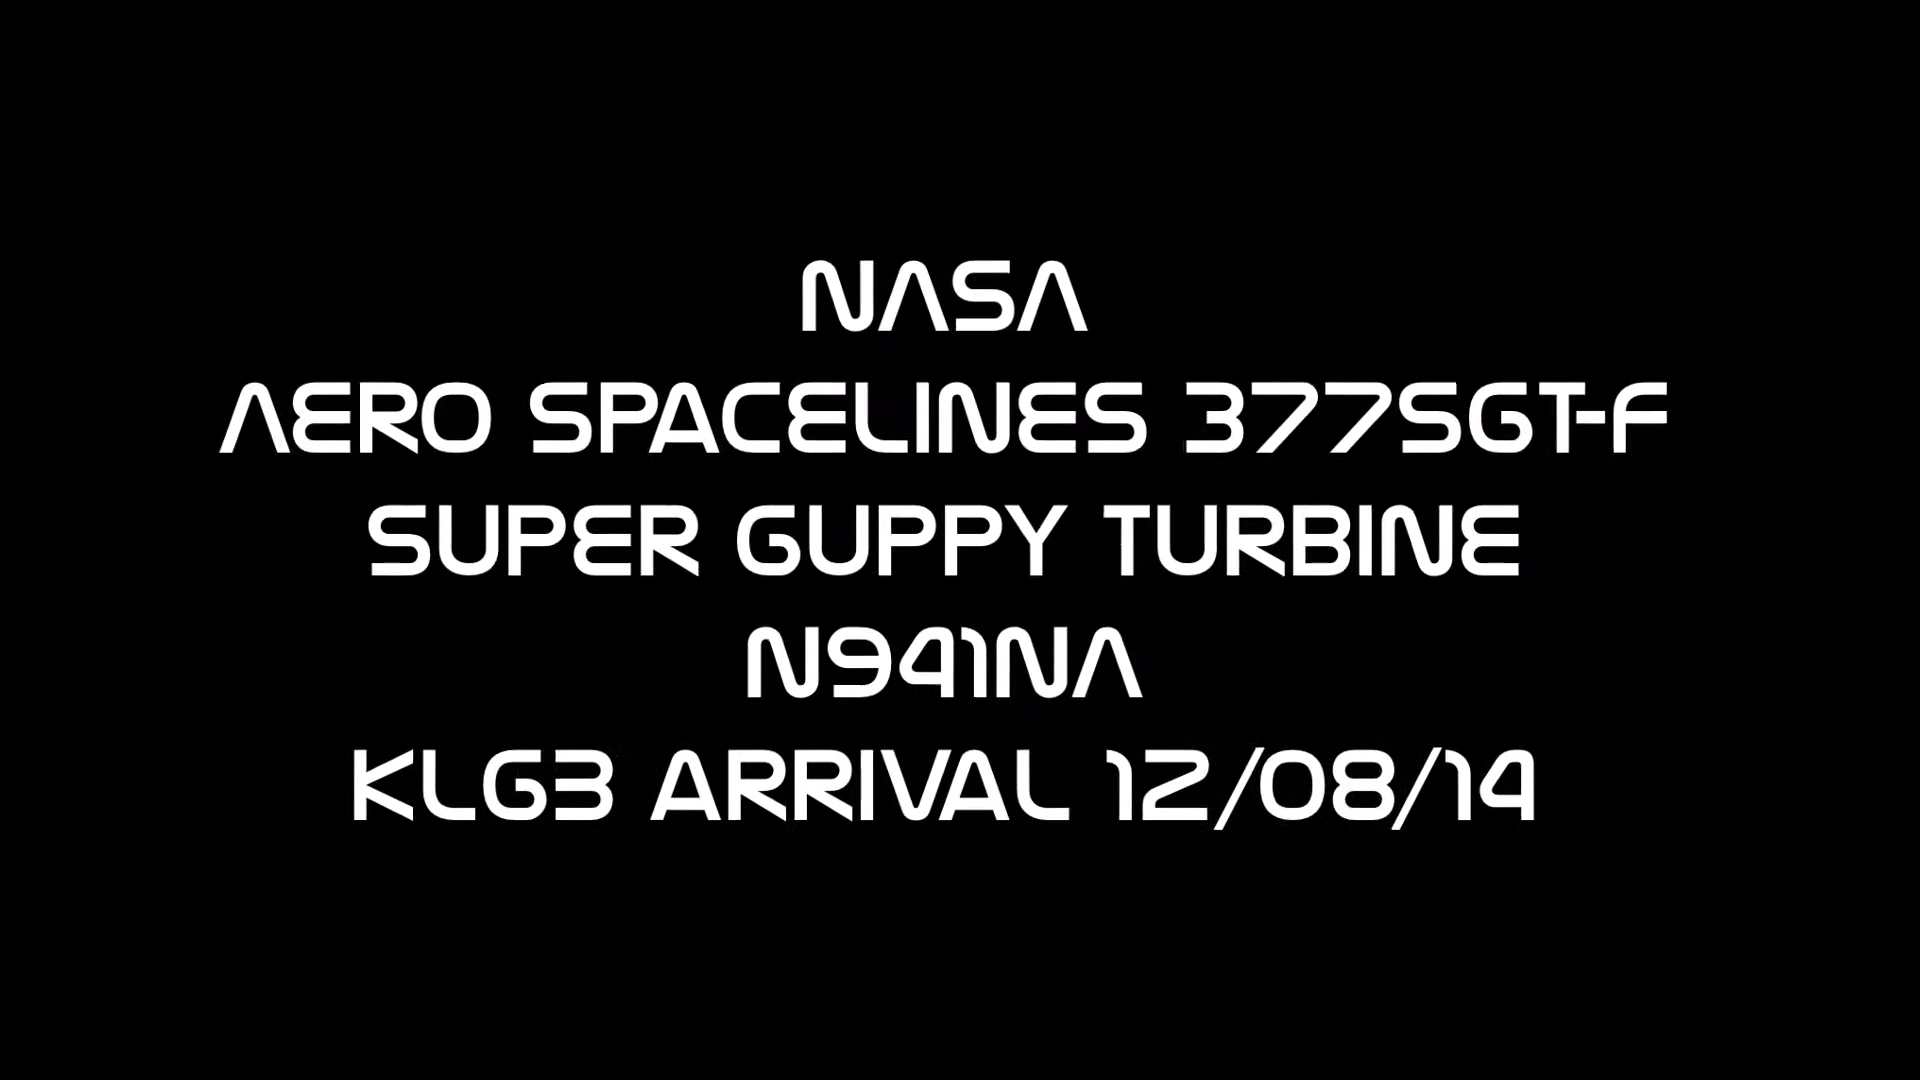 NASA
AERO SPACELINES 377SGT-F
SUPER GUPPY TURBINE
N941NA
KLG3 ARRIVAL 12/08/14